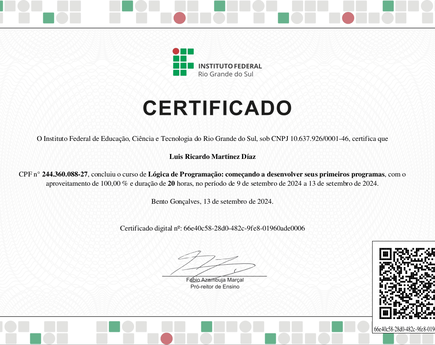 INSTITUTO FEDERAL
Rio Grande do Sul
CERTIFICADO
O Instituto Federal de Educação, Ciência e Tecnologia do Rio Grande do Sul, sob CNPJ 10.637.926/0001-46, certifica que
Luis Ricardo Martínez Díaz
CPF nº 244.360.088-27, concluiu o curso de Lógica de Programação: começando a desenvolver seus primeiros programas, com o
aproveitamento de 100,00 % e duração de 20 horas, no período de 9 de setembro de 2024 a 13 de setembro de 2024.
Bento Gonçalves, 13 de setembro de 2024.
Certificado digital nº: 66e40c58-28d0-482c-9fe8-01960ade0006
Fábio Azambuja Marçal
Pró-reitor de Ensino
66e40c58-28d0-482c-9fe8-019